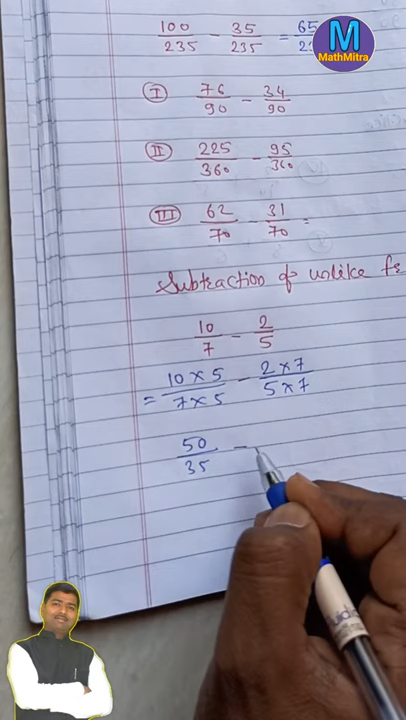 100/235 - 35/235 = 65/
M
MathMitra
I 76/90 - 34/90
II 225/360 - 95/360
III 62/70 - 31/70 =
Subtraction of unlike
10/7 - 2/5
= 10 × 5/7 × 5 - 2 × 7/5 × 7
50/35 -